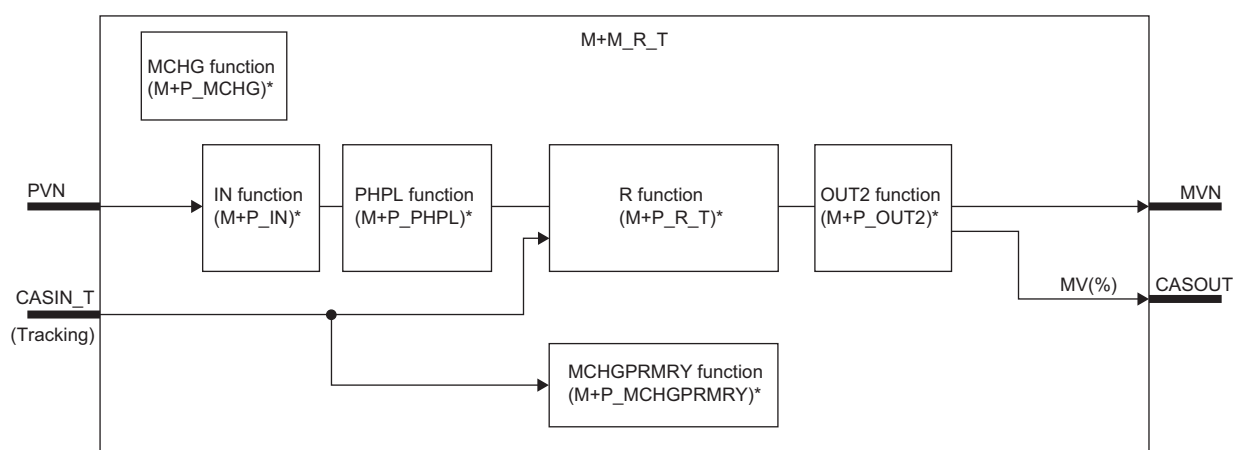 M+M_R_T
MCHG function
(M+P_MCHG)*
PVN
IN function
(M+P_IN)*
PHPL function
(M+P_PHPL)*
R function
(M+P_R_T)*
OUT2 function
(M+P_OUT2)*
MVN
CASIN_T
(Tracking)
MV(%)
CASOUT
MCHGPRMRY function
(M+P_MCHGPRMRY)*